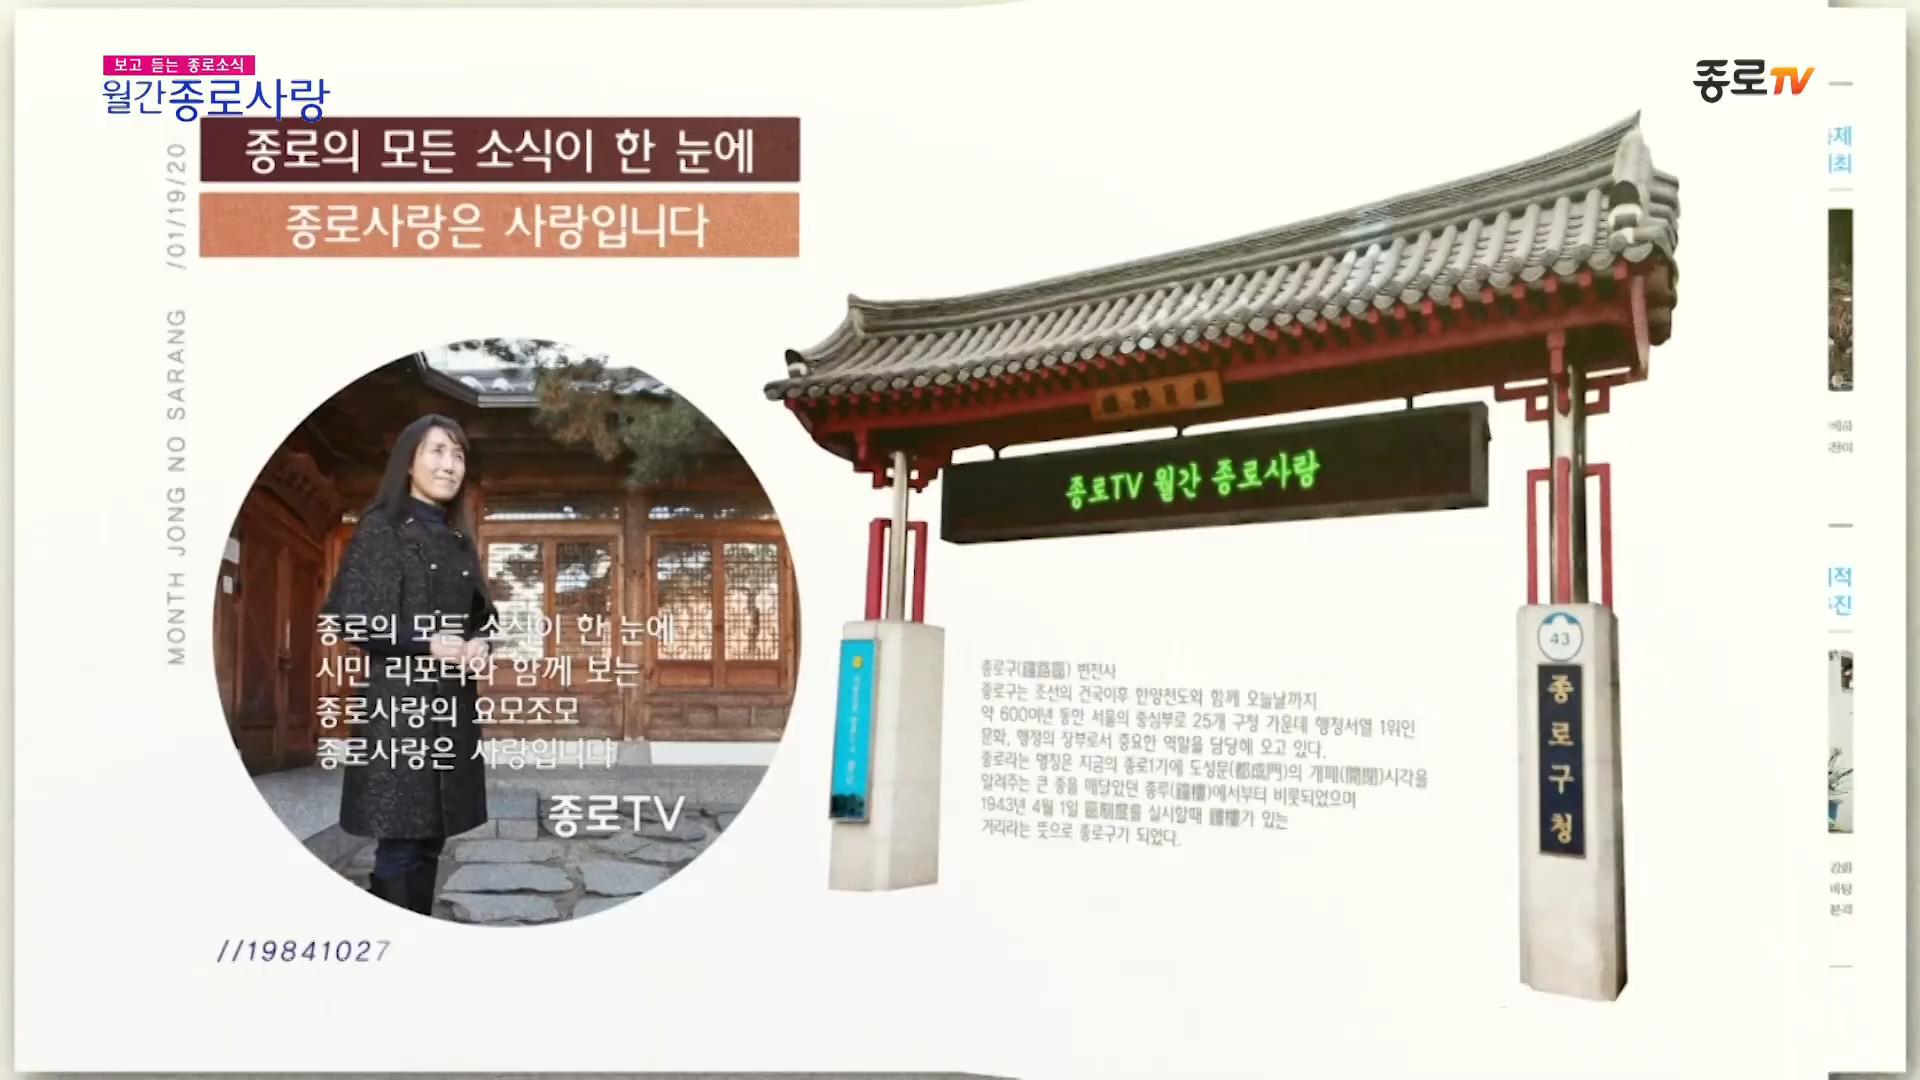 보고 듣는 종로소식
월간종로사랑
종로TV
종로의 모든 소식이 한 눈에
종로사랑은 사랑입니다
MONTH JONG NO SARANG /01/19/20
종로TV 월간 종로사랑
종로의 모든 소식이 한 눈에
시민 리포터와 함께 보는
종로사랑의 요모조모
종로사랑은 사랑입니다
종로TV
//19841027
종로구(鍾路區) 변천사
종로구는 조선의 건국이후 한양천도와 함께 오늘날까지
약 600여년 동안 서울의 중심부로 25개 구청 가운데 행정서열 1위인
문화, 행정의 장부로서 중요한 역할을 담당해 오고 있다.
종로라는 명칭은 지금의 종로1가에 도성문(都城門)의 개폐(開閉)시각을
알려주는 큰 종을 매달았던 종루(鐘樓)에서부터 비롯되었으며
1943년 4월 1일 區制度를 실시할때 鐘樓가 있는
거리라는 뜻으로 종로구가 되었다.
43
종로구청
제
최
적
진